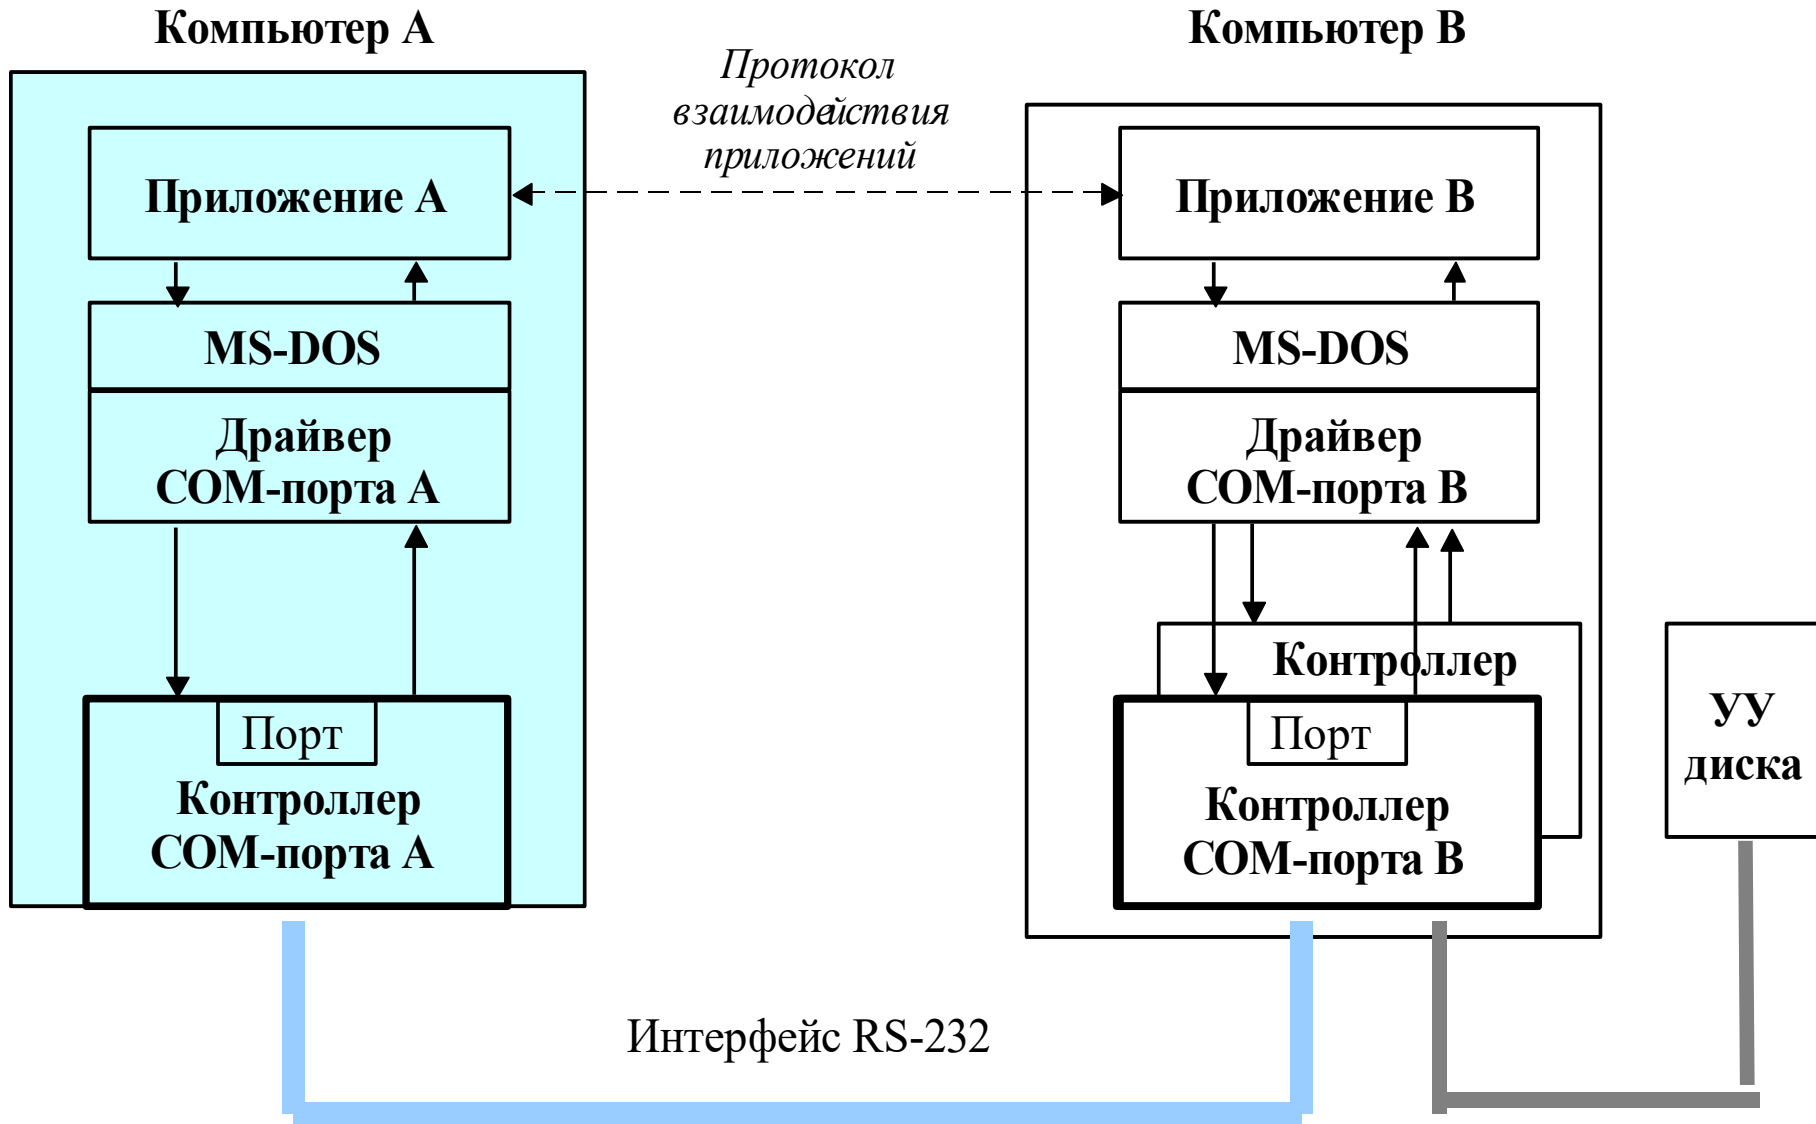 Компьютер A
Компьютер B
Протокол
взаимодействия
приложений
Приложение A
Приложение B
MS-DOS
MS-DOS
Драйвер
COM-порта A
Драйвер
COM-порта B
Контроллер
Порт
Контроллер
COM-порта A
Порт
Контроллер
COM-порта B
УУ
диска
Интерфейс RS-232